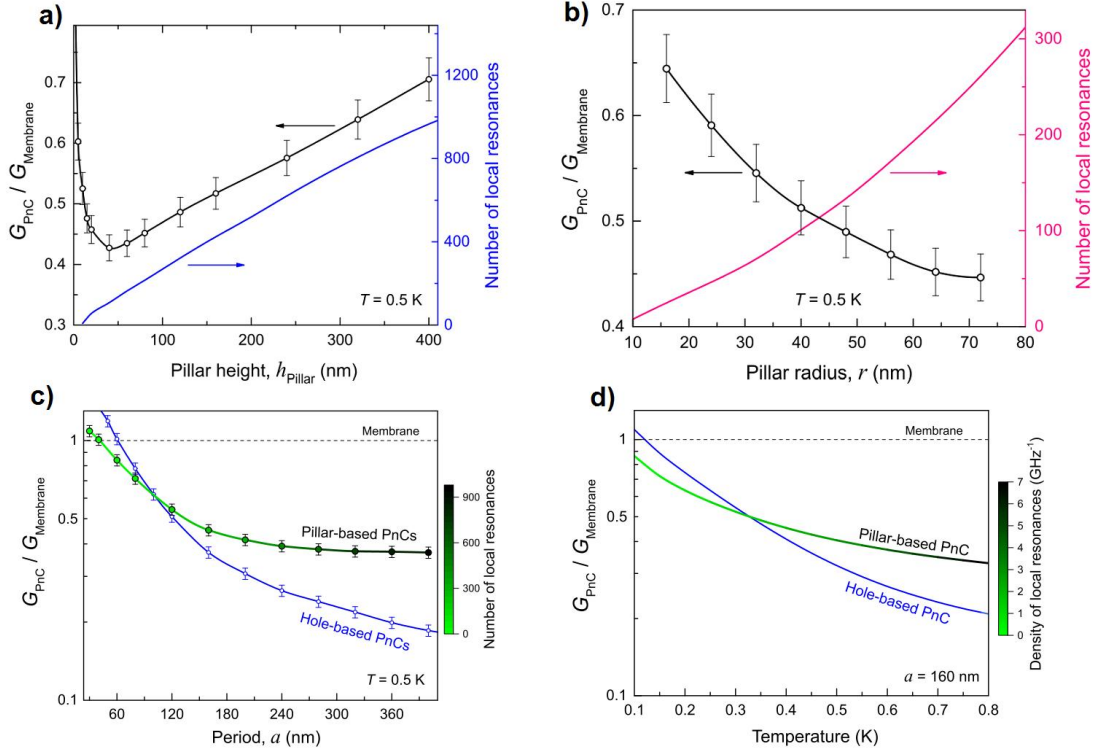 a)
G_PnC / G_Membrane
0.7
0.6
0.5
0.4
0.3
0
100
200
300
400
Pillar height, h_Pillar (nm)
T = 0.5 K
1200
800
400
0
Number of local resonances
b)
G_PnC / G_Membrane
0.7
0.6
0.5
0.4
10
20
30
40
50
60
70
80
Pillar radius, r (nm)
T = 0.5 K
300
200
100
0
Number of local resonances
c)
G_PnC / G_Membrane
1
0.5
0.1
60
120
180
240
300
360
Period, a (nm)
Membrane
Pillar-based PnCs
Hole-based PnCs
T = 0.5 K
900
600
300
0
Number of local resonances
d)
G_PnC / G_Membrane
1
0.5
0.1
0.1
0.2
0.3
0.4
0.5
0.6
0.7
0.8
Temperature (K)
Membrane
Pillar-based PnC
Hole-based PnC
a = 160 nm
7
6
5
4
3
2
1
0
Density of local resonances (GHz⁻¹)